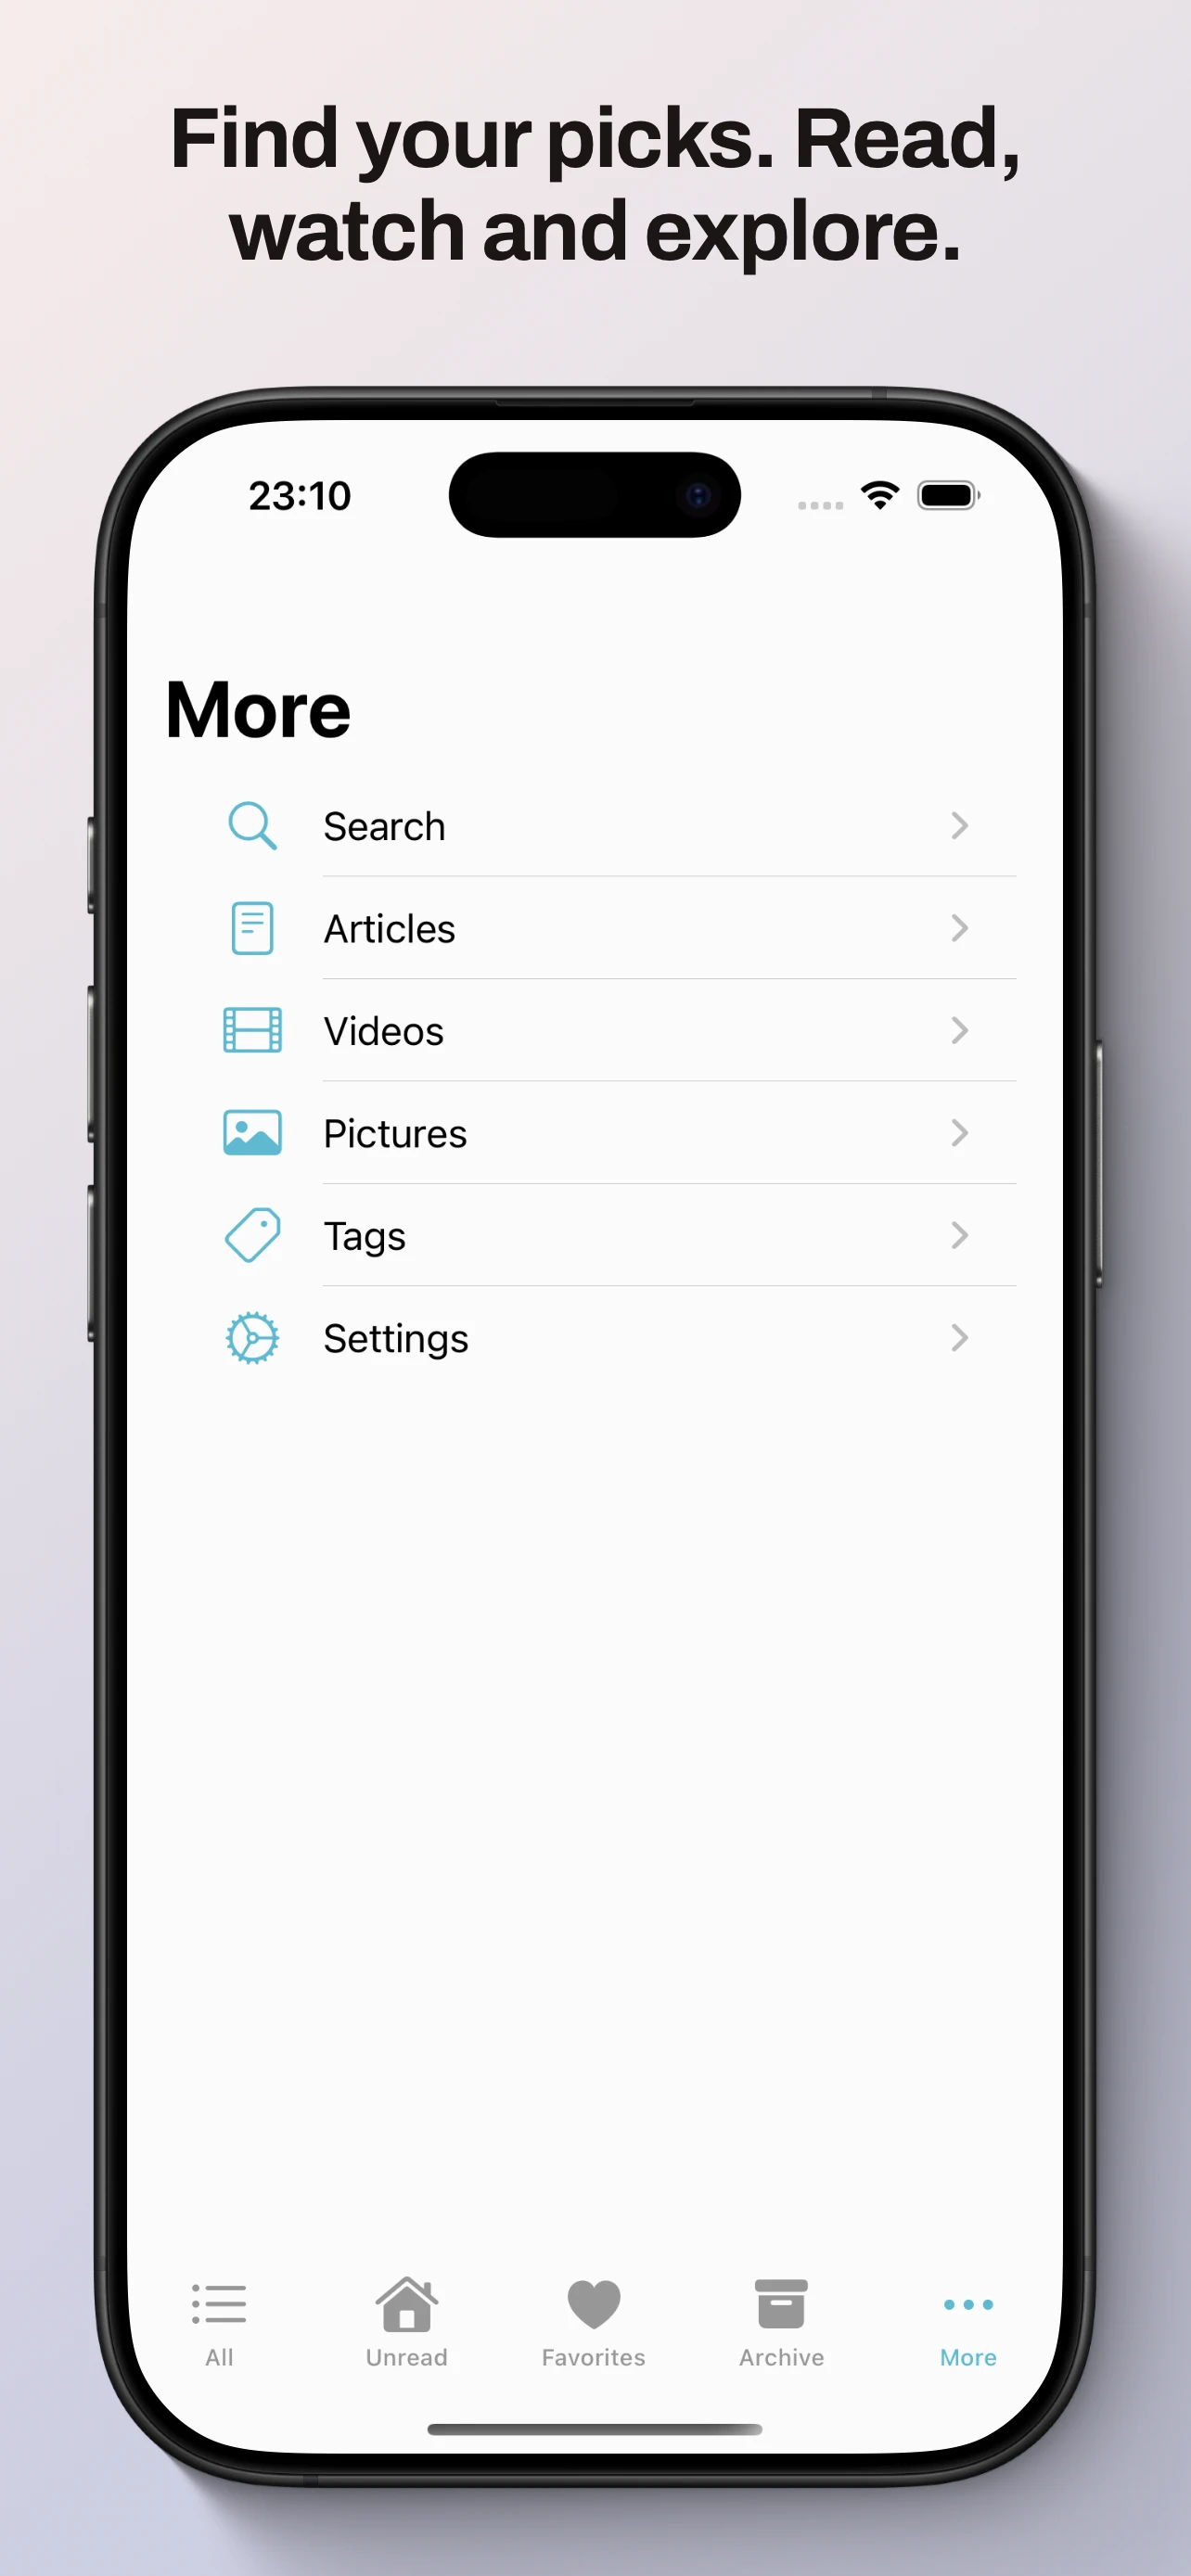 Find your picks. Read,
watch and explore.
23:10
More
Search
Articles
Videos
Pictures
Tags
Settings
All
Unread
Favorites
Archive
More